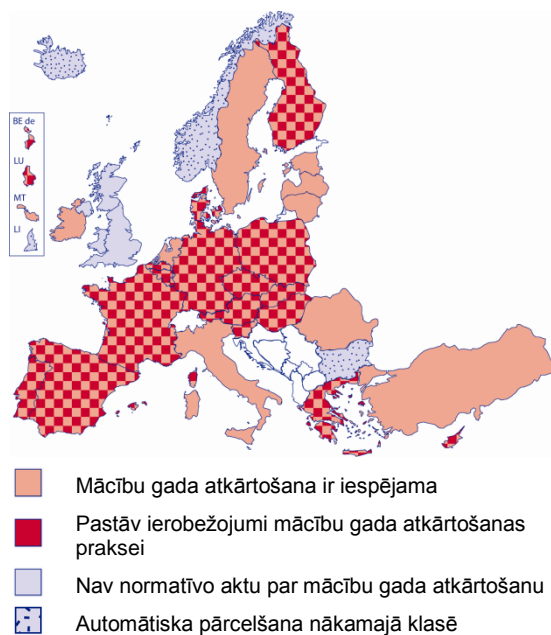 BE de
LU
MT
LI
Mācību gada atkārtošana ir iespējama
Pastāv ierobežojumi mācību gada atkārtošanas
praksei
Nav normatīvo aktu par mācību gada atkārtošanu
Automātiska pārcelšana nākamajā klasē